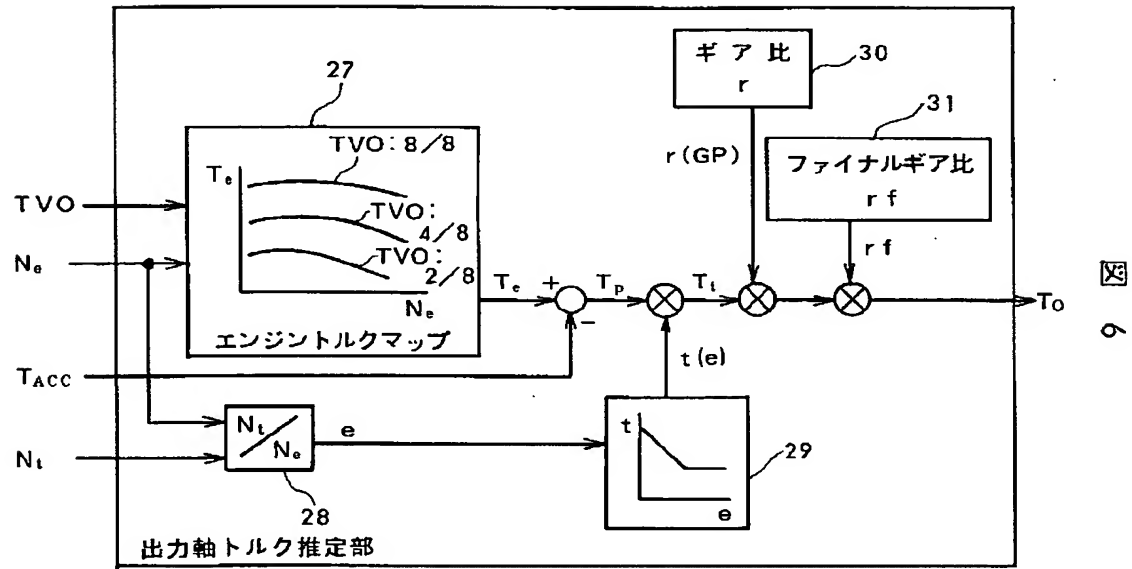 27
TVO:8/8
Te
TVO:
4/8
TVO:
2/8
Ne
エンジントルクマップ
TVO
Ne
TACC
Nt
Nt/Ne
28
e
Te
+
-
Tp
Tt
t(e)
t
e
29
ギア比
r
30
r(GP)
31
ファイナルギア比
rf
rf
To
出力軸トルク推定部
図6